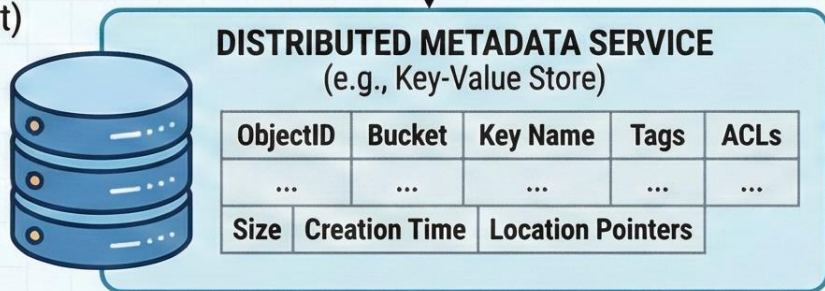 t)
DISTRIBUTED METADATA SERVICE
(e.g., Key-Value Store)
ObjectID Bucket Key Name Tags ACLs
... ... ... ... ...
Size Creation Time Location Pointers